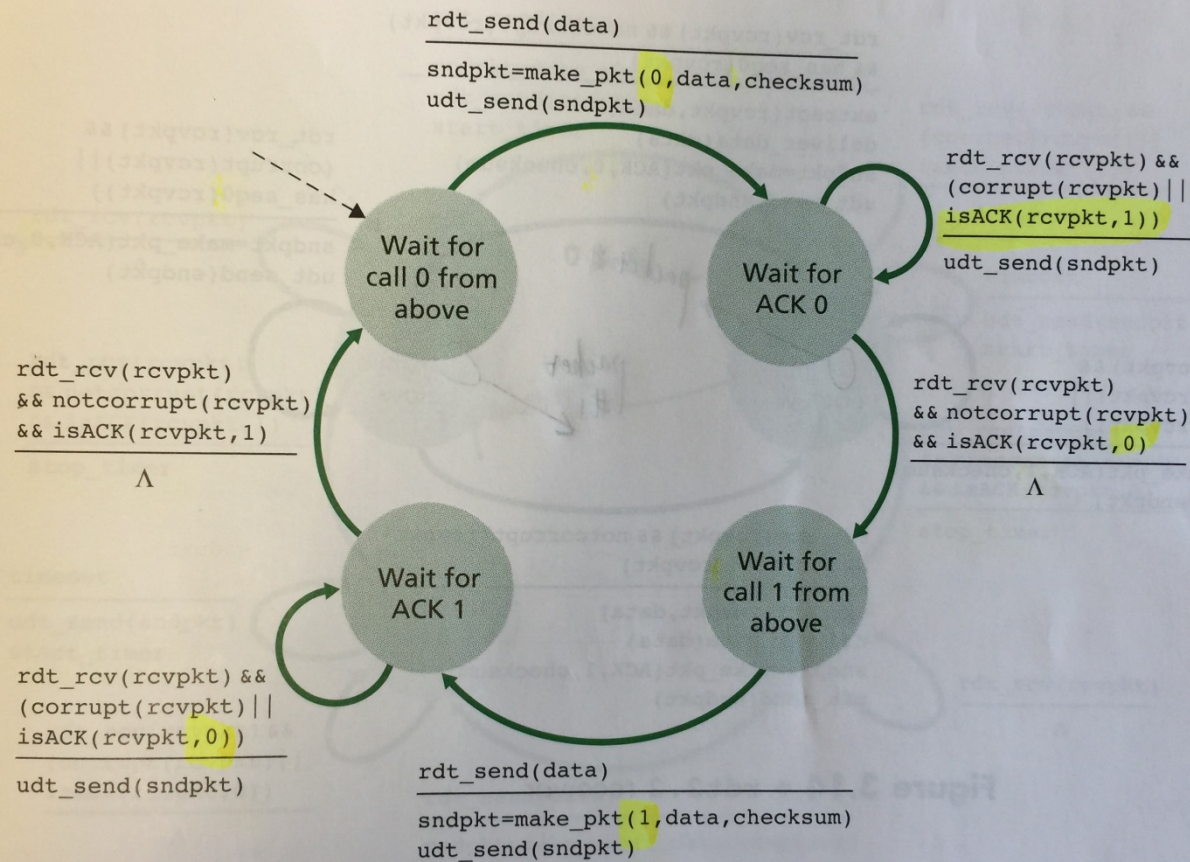 rdt_send(data)
sndpkt=make_pkt(0,data,checksum)
udt_send(sndpkt)
rdt_rcv(rcvpkt) &&
(corrupt(rcvpkt)||
isACK(rcvpkt,1))
udt_send(sndpkt)
Wait for
call 0 from
above
Wait for
ACK 0
rdt_rcv(rcvpkt)
&& notcorrupt(rcvpkt)
&& isACK(rcvpkt,1)
Λ
rdt_rcv(rcvpkt)
&& notcorrupt(rcvpkt)
&& isACK(rcvpkt,0)
Λ
Wait for
ACK 1
Wait for
call 1 from
above
rdt_rcv(rcvpkt) &&
(corrupt(rcvpkt)||
isACK(rcvpkt,0))
udt_send(sndpkt)
rdt_send(data)
sndpkt=make_pkt(1,data,checksum)
udt_send(sndpkt)